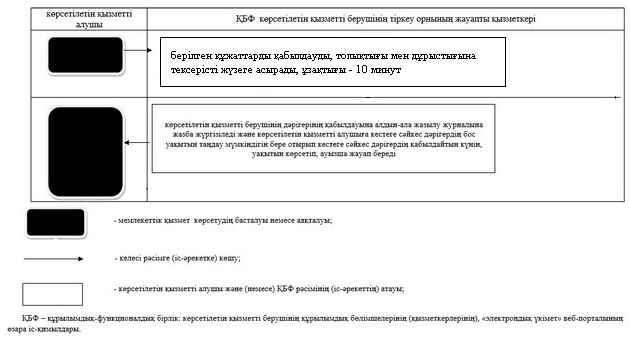 көрсетілетін қызметті
алушы
ҚБФ көрсетілетін қызметті берушінің тіркеу орнының жауапты қызметкері
берілген құжаттарды қабылдауды, толықтығы мен дұрыстығына
тексерісті жүзеге асырады, ұзақтығы - 10 минут
көрсетілетін қызметті берушінің дәрігерінің қабылдауына алдын-ала жазылу журналына
жазба жүргізіледі және көрсетілетін қызметті алушыға кестеге сәйкес дәрігердің бос
уақытын таңдау мүмкіндігін бере отырып кестеге сәйкес дәрігердің қабылдайтын күнін,
уақытын көрсетіп, ауызша жауап береді
- мемлекеттік қызмет көрсетудің басталуы немесе аяқталуы;
- келесі рәсімге (іс-әрекетке) көшу;
- көрсетілетін қызметті алушы және (немесе) ҚБФ рәсімінің (іс-әрекеттің) атауы;
ҚБФ – құрылымдық-функционалдық бірлік: көрсетілетін қызметті берушінің құрылымдық бөлімшелерінің (қызметкерлерінің), «электрондық үкімет» веб-порталының
өзара іс-қимылдары.